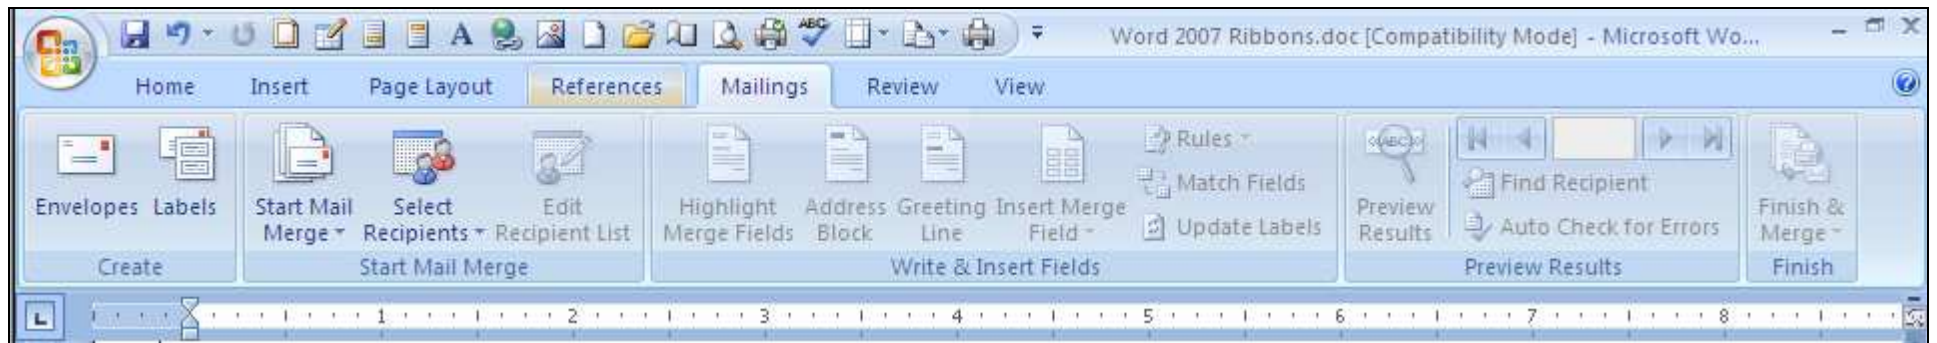 Word 2007 Ribbons.doc [Compatibility Mode] - Microsoft Wo...
Home Insert Page Layout References Mailings Review View
Envelopes Labels
Create
Start Mail Merge Select Recipients Edit Recipient List
Start Mail Merge
Highlight Merge Fields Address Block Greeting Line Insert Merge Field
Rules
Match Fields
Update Labels
Write & Insert Fields
Preview Results
Find Recipient
Auto Check for Errors
Preview Results
Finish & Merge
Finish
L
1 2 3 4 5 6 7 8
ABC
A
«ABC»